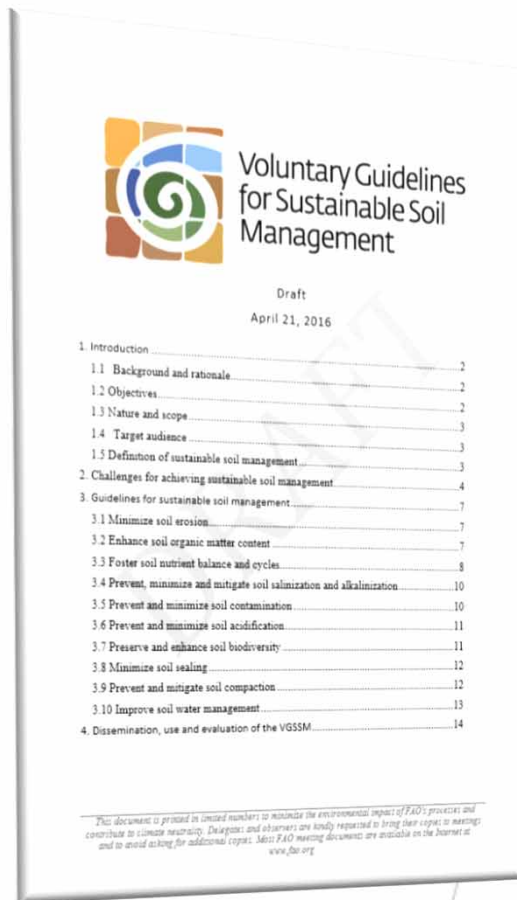 Voluntary Guidelines
for Sustainable Soil
Management
Draft
April 21, 2016
DRAFT
1. Introduction 2
1.1 Background and rationale 2
1.2 Objectives 2
1.3 Nature and scope 3
1.4 Target audience 3
1.5 Definition of sustainable soil management 3
2. Challenges for achieving sustainable soil management 4
3. Guidelines for sustainable soil management 7
3.1 Minimize soil erosion 7
3.2 Enhance soil organic matter content 7
3.3 Foster soil nutrient balance and cycles 8
3.4 Prevent, minimize and mitigate soil salinization and alkalinization 10
3.5 Prevent and minimize soil contamination 10
3.6 Prevent and minimize soil acidification 11
3.7 Preserve and enhance soil biodiversity 11
3.8 Minimize soil sealing 12
3.9 Prevent and mitigate soil compaction 12
3.10 Improve soil water management 13
4. Dissemination, use and evaluation of the VGSSM 14
This document is printed in limited numbers to minimize the environmental impact of FAO's processes and
contribute to climate neutrality. Delegates and observers are kindly requested to bring their copies to meetings
and to avoid asking for additional copies. Most FAO meeting documents are available on the Internet at
www.fao.org